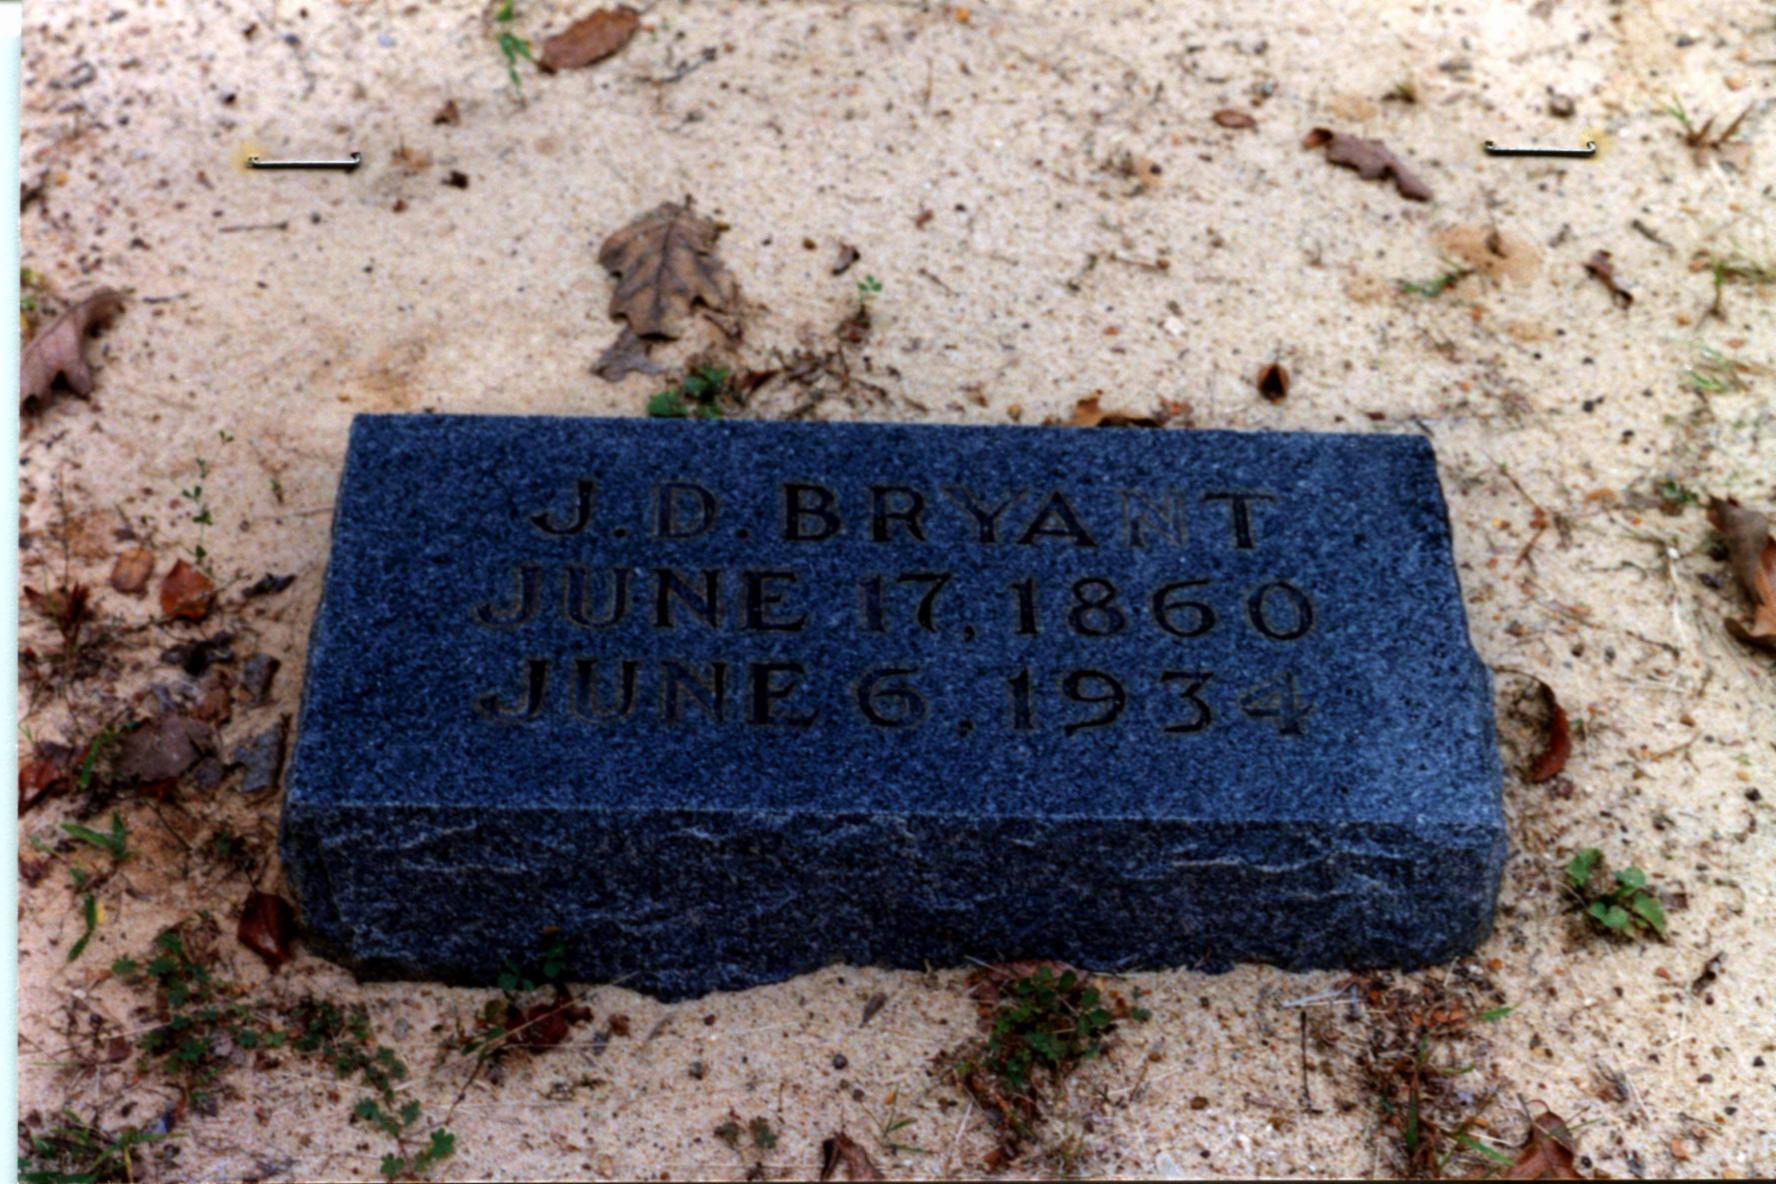 J.D.BRYANT
JUNE 17, 1860
JUNE 6, 1934